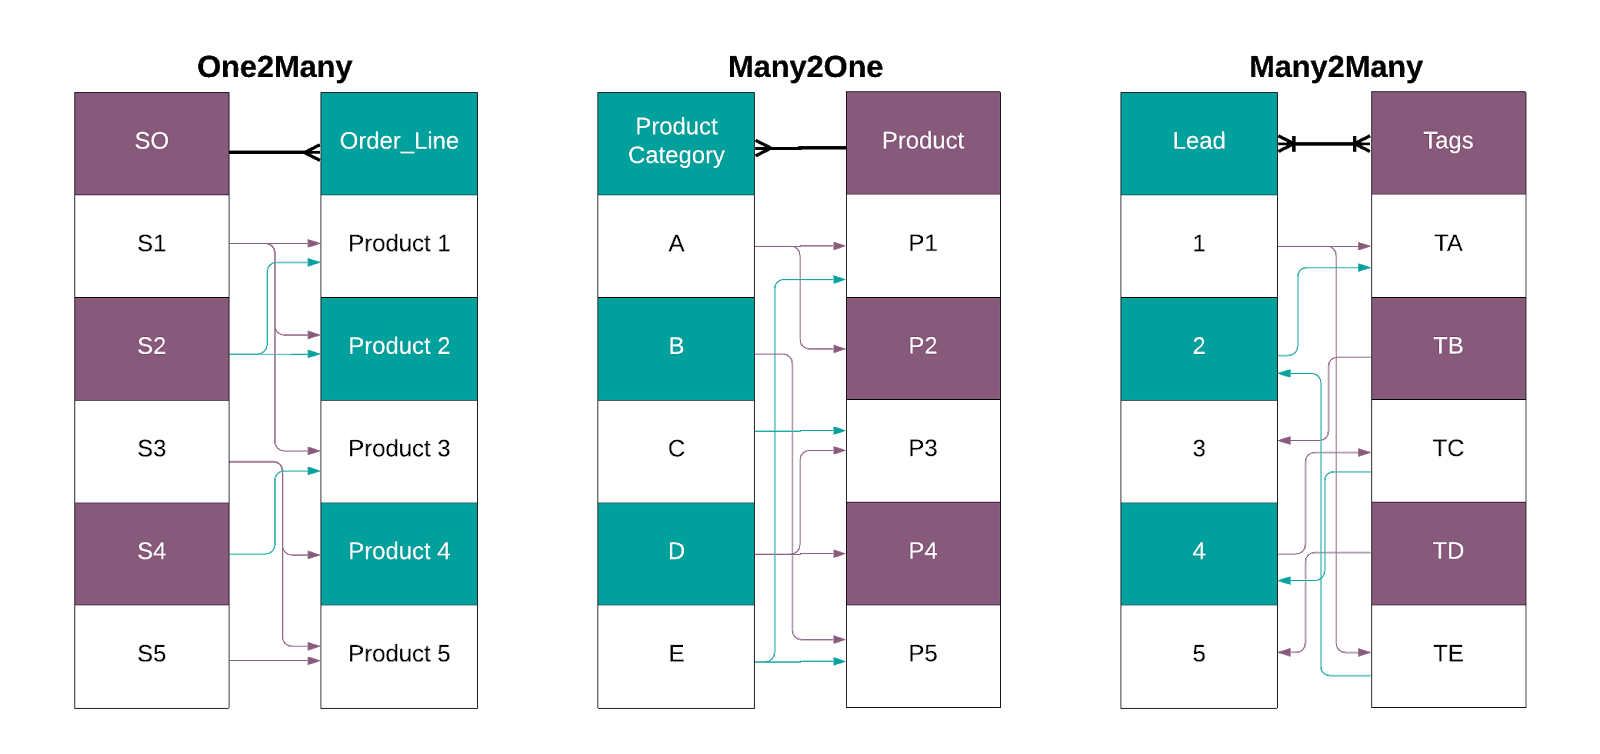 One2Many
SO
Order_Line
S1
Product 1
S2
Product 2
S3
Product 3
S4
Product 4
S5
Product 5
Many2One
Product
Category
Product
A
P1
B
P2
C
P3
D
P4
E
P5
Many2Many
Lead
Tags
1
TA
2
TB
3
TC
4
TD
5
TE